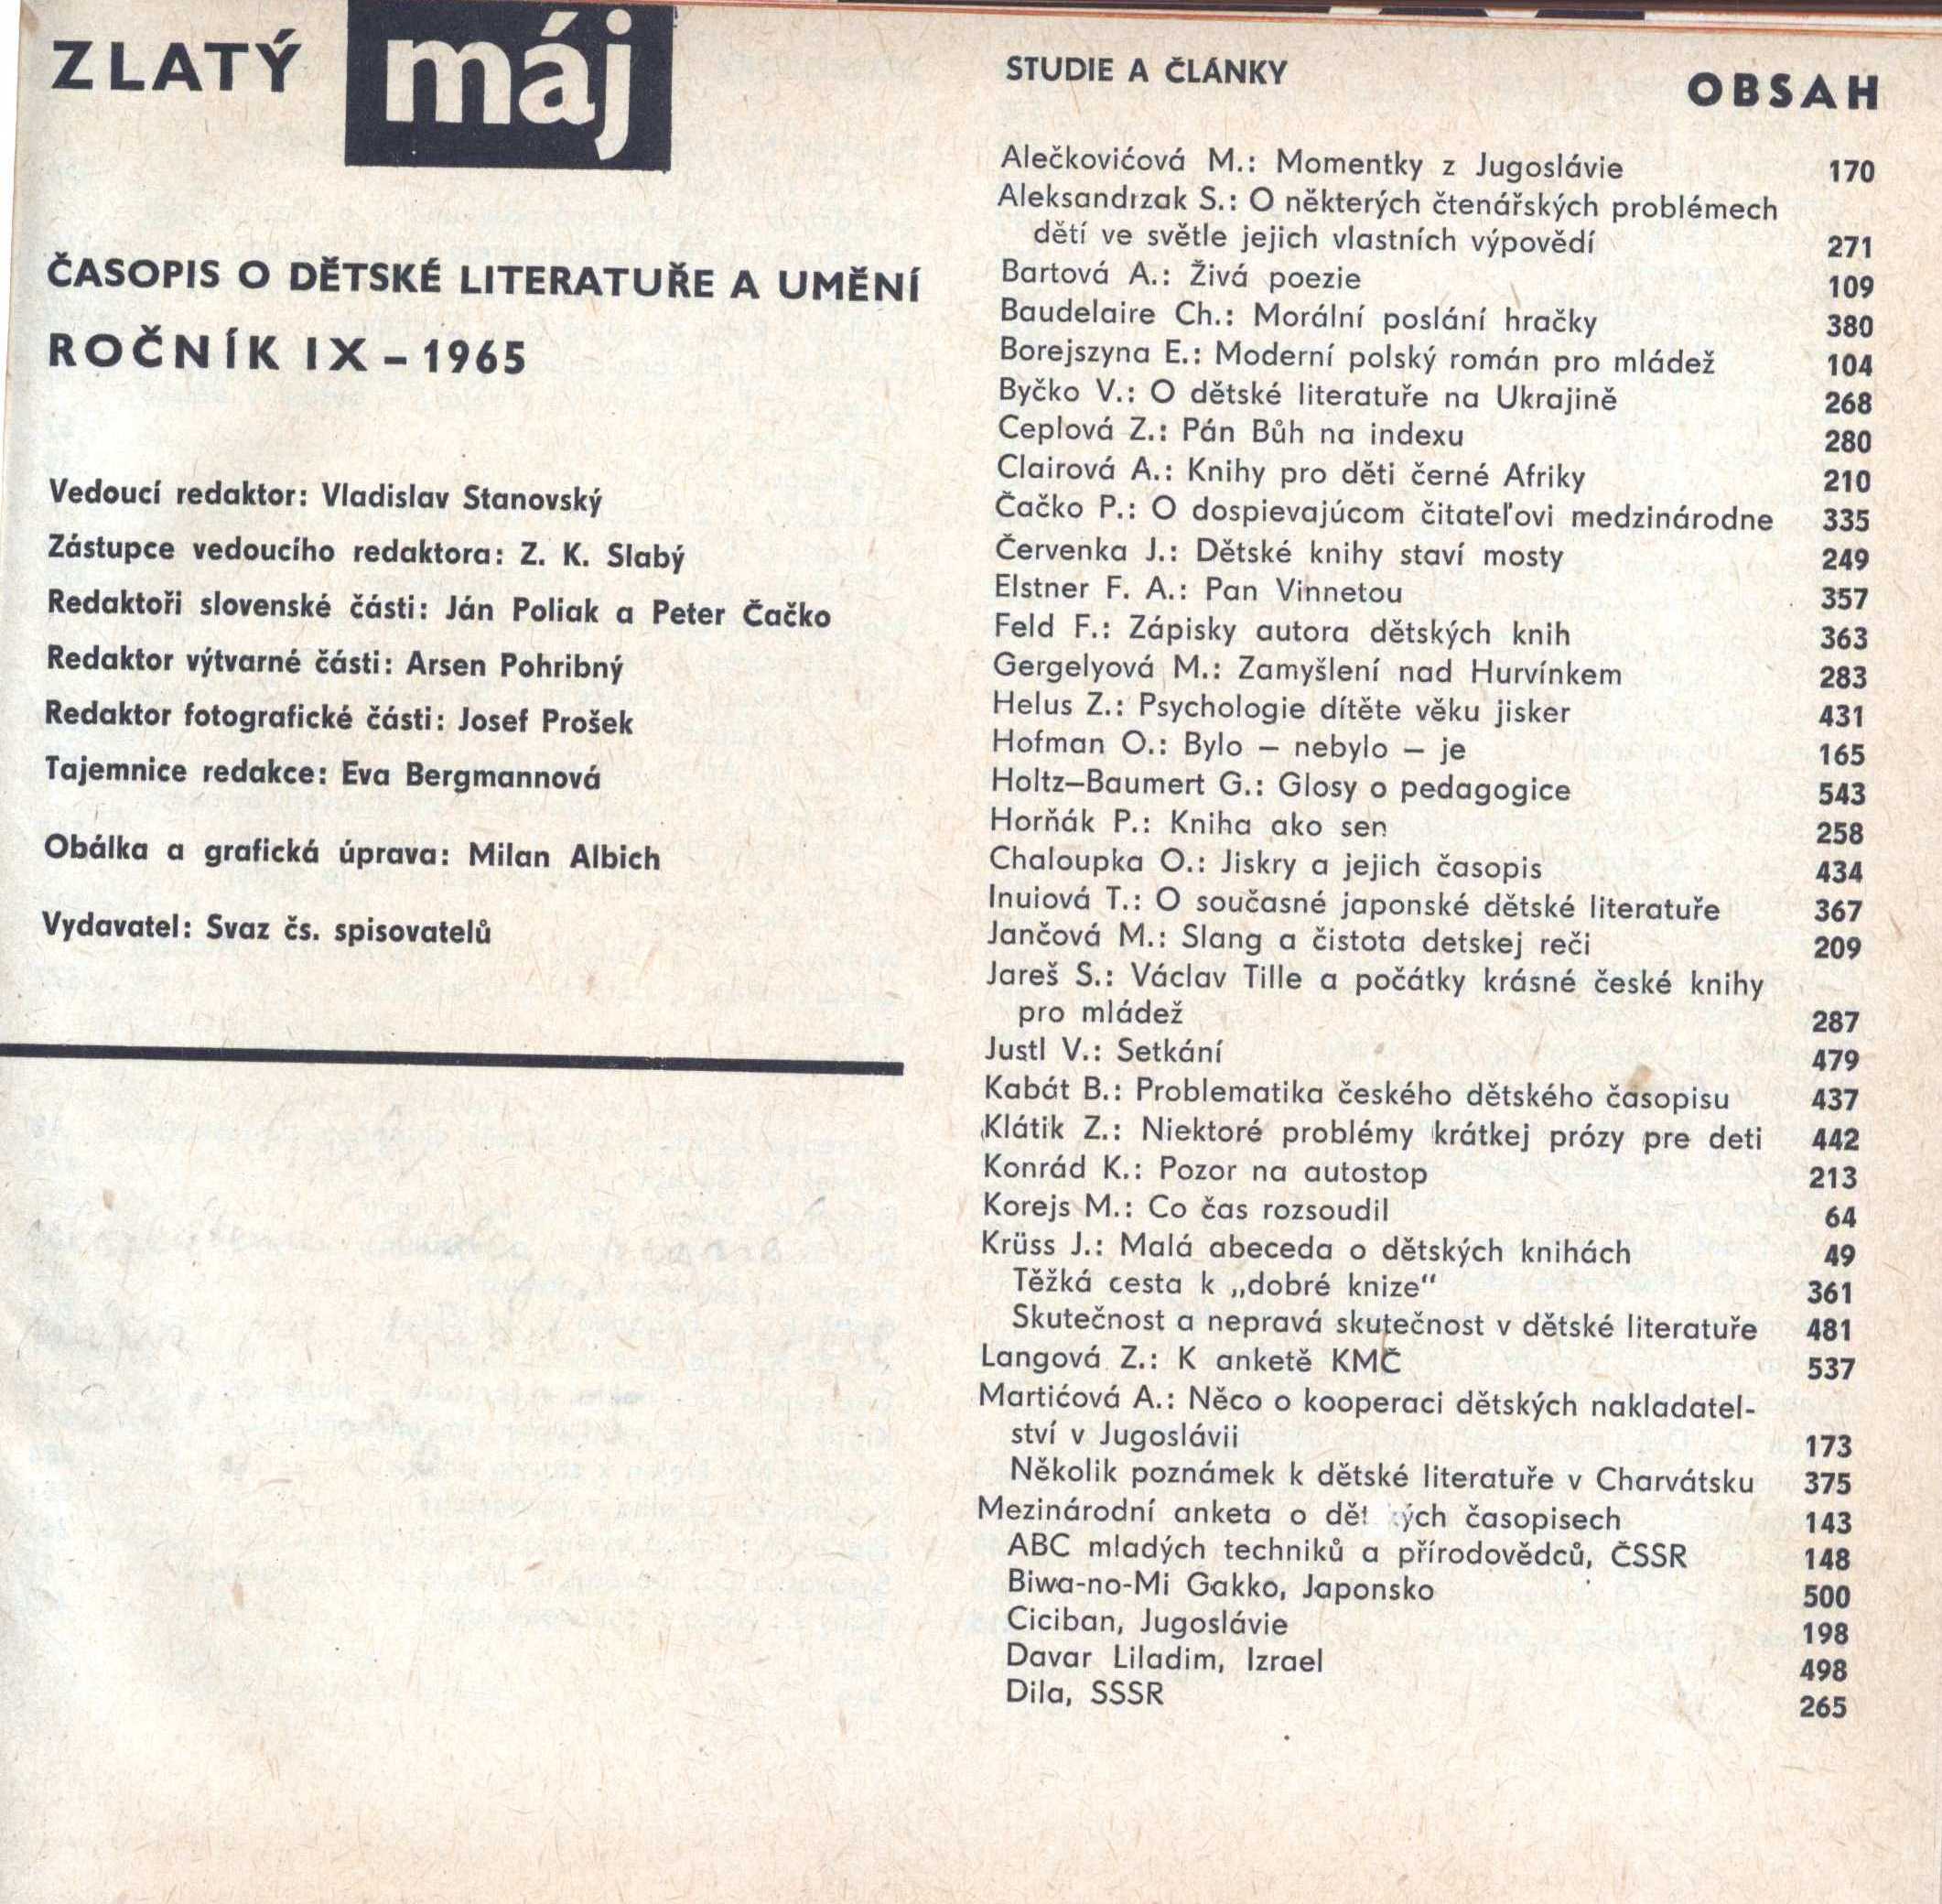 ZLATÝ máj
ČASOPIS O DĚTSKÉ LITERATUŘE A UMĚNÍ
ROČNÍK IX – 1965
Vedoucí redaktor: Vladislav Stanovský
Zástupce vedoucího redaktora: Z. K. Slabý
Redaktoři slovenské části: Ján Poliak a Peter Čačko
Redaktor výtvarné části: Arsen Pohribný
Redaktor fotografické části: Josef Prošek
Tajemnice redakce: Eva Bergmannová
Obálka a grafická úprava: Milan Albich
Vydavatel: Svaz čs. spisovatelů
STUDIE A ČLÁNKY
OBSAH
Alečkovićová M.: Momentky z Jugoslávie 170
Aleksandrzak S.: O některých čtenářských problémech
dětí ve světle jejich vlastních výpovědí 271
Bartová A.: Živá poezie 109
Baudelaire Ch.: Morální poslání hračky 380
Borejszyna E.: Moderní polský román pro mládež 104
Byčko V.: O dětské literatuře na Ukrajině 268
Ceplová Z.: Pán Bůh na indexu 280
Clairová A.: Knihy pro děti černé Afriky 210
Čačko P.: O dospievajúcom čitateľovi medzinárodne 335
Červenka J.: Dětské knihy staví mosty 249
Elstner F. A.: Pan Vinnetou 357
Feld F.: Zápisky autora dětských knih 363
Gergelyová M.: Zamyšlení nad Hurvínkem 283
Helus Z.: Psychologie dítěte věku jisker 431
Hofman O.: Bylo – nebylo – je 165
Holtz–Baumert G.: Glosy o pedagogice 543
Horňák P.: Kniha ako sen 258
Chaloupka O.: Jiskry a jejich časopis 434
Inuiová T.: O současné japonské dětské literatuře 367
Jančová M.: Slang a čistota detskej reči 209
Jareš S.: Václav Tille a počátky krásné české knihy
pro mládež 287
Justl V.: Setkání 479
Kabát B.: Problematika českého dětského časopisu 437
Klátik Z.: Niektoré problémy krátkej prózy pre deti 442
Konrád K.: Pozor na autostop 213
Korejs M.: Co čas rozsoudil 64
Krüss J.: Malá abeceda o dětských knihách 49
Těžká cesta k „dobré knize“ 361
Skutečnost a nepravá skutečnost v dětské literatuře 481
Langová Z.: K anketě KMČ 537
Martićová A.: Něco o kooperaci dětských nakladatel-
ství v Jugoslávii 173
Několik poznámek k dětské literatuře v Charvátsku 375
Mezinárodní anketa o časopisech 143
ABC mladých techniků a přírodovědců, ČSSR 148
Biwa-no-Mi Gakko, Japonsko 500
Ciciban, Jugoslávie 198
Davar Liladim, Izrael 498
Dila, SSSR 265